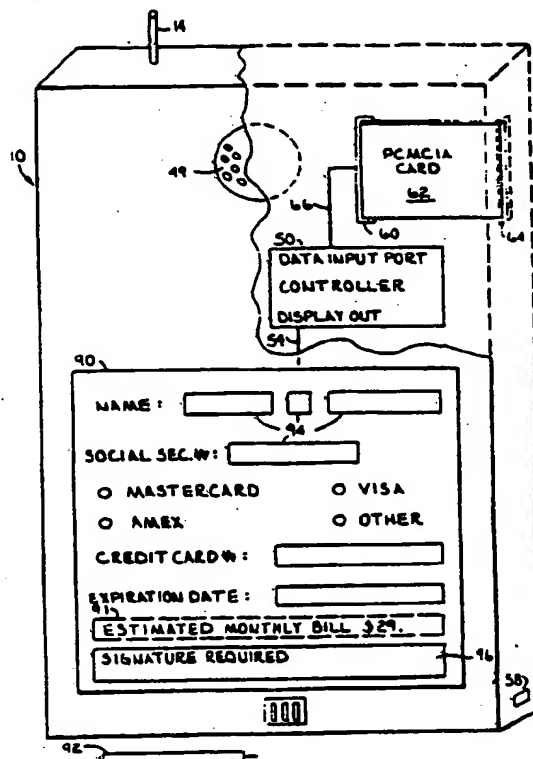 14
10
49
PCMCIA
CARD
62
66
60
64
50
DATA INPUT PORT
CONTROLLER
DISPLAY OUT
54
90
NAME:
94
SOCIAL SEC.#:
MASTERCARD
VISA
AMEX
OTHER
CREDIT CARD #:
EXPIRATION DATE:
91
ESTIMATED MONTHLY BILL $29.
SIGNATURE REQUIRED
96
58
92